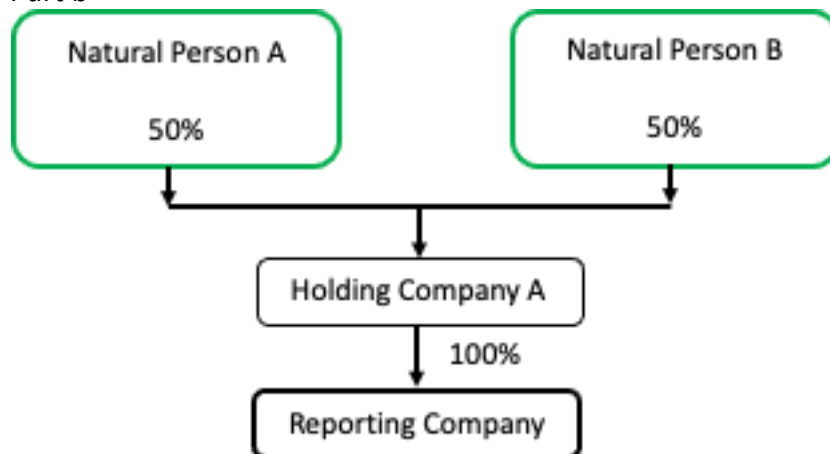 Natural Person A
Natural Person B
50%
50%
Holding Company A
100%
Reporting Company